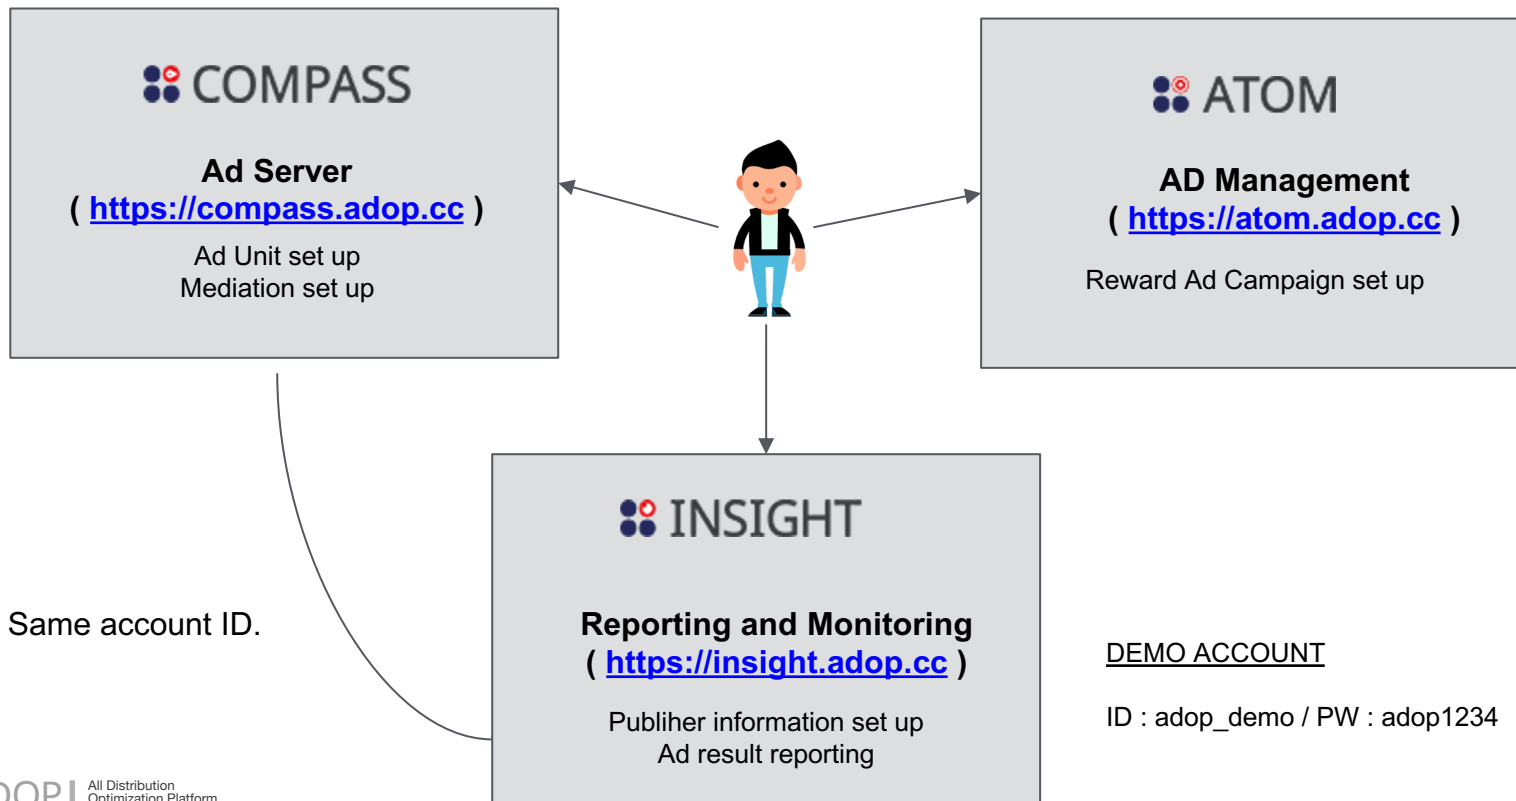 COMPASS
Ad Server
( https://compass.adop.cc )
Ad Unit set up
Mediation set up
ATOM
AD Management
( https://atom.adop.cc )
Reward Ad Campaign set up
INSIGHT
Reporting and Monitoring
( https://insight.adop.cc )
Publiher information set up
Ad result reporting
Same account ID.
DEMO ACCOUNT
ID : adop_demo / PW : adop1234
All Distribution
Optimization Platform